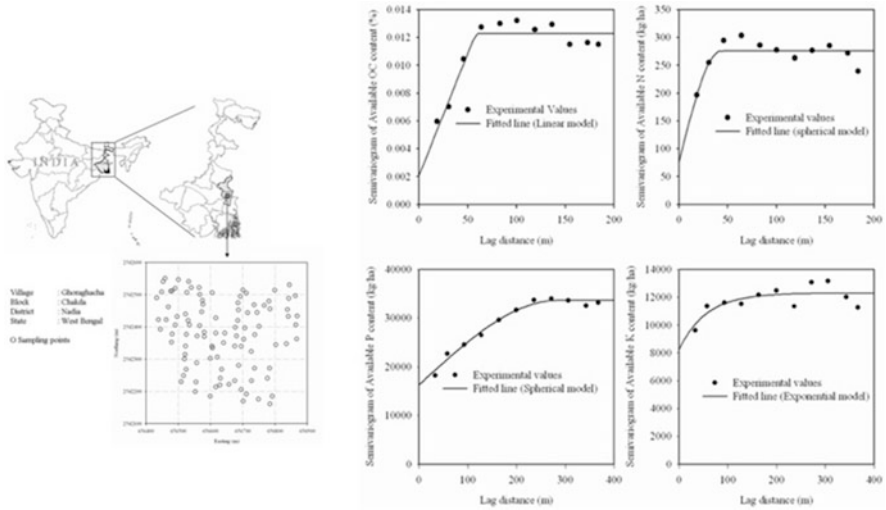 INDIA
Village : Ghoraghacha
Block : Chakda
District : Nadia
State : West Bengal
O Sampling points
Northing (m)
Easting (m)
Semivariogram of Available OC content (%)
0.014
0.012
0.010
0.008
0.006
0.004
0.002
0.000
Experimental Values
Fitted line (Linear model)
0 50 100 150 200
Lag distance (m)
Semivariogram of Available N content (kg/ha)
350
300
250
200
150
100
50
0
Experimental values
Fitted line (spherical model)
0 50 100 150 200
Lag distance (m)
Semivariogram of Available P content (kg/ha)
40000
30000
20000
10000
0
Experimental values
Fitted line (Spherical model)
0 100 200 300 400
Lag distance (m)
Semivariogram of Available K content (kg/ha)
14000
12000
10000
8000
6000
4000
2000
0
Experimental values
Fitted line (Exponential model)
0 100 200 300 400
Lag distance (m)